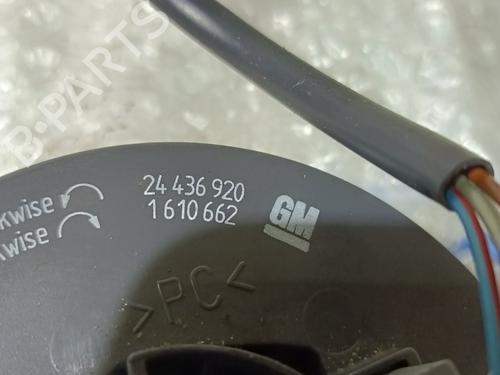 B-PARTS
24 436 920
1 610 662
GM
kwise
wise
>PC<